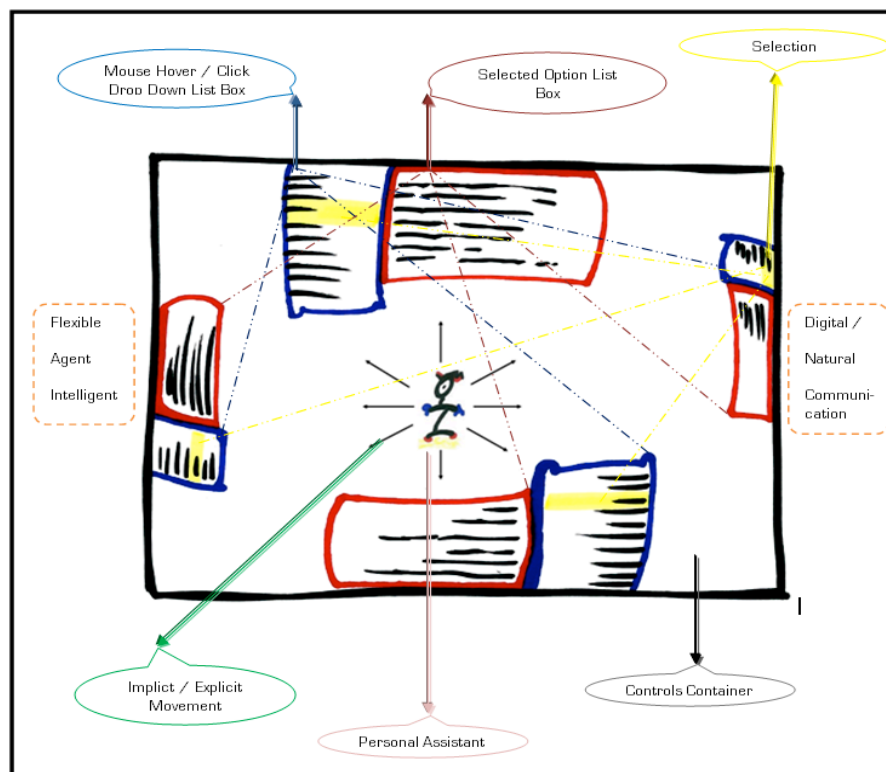 Mouse Hover / Click
Drop Down List Box
Selected Option List
Box
Selection
Flexible
Agent
Intelligent
Digital /
Natural
Communi-
cation
Implict / Explicit
Movement
Personal Assistant
Controls Container